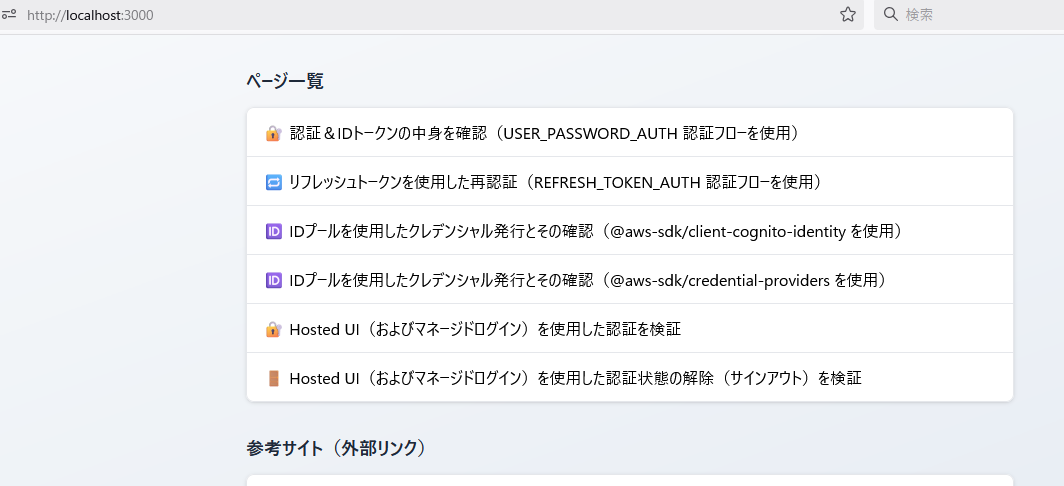 http://localhost:3000
検索
ページ一覧
認証＆IDトークンの中身を確認（USER_PASSWORD_AUTH 認証フローを使用）
リフレッシュトークンを使用した再認証（REFRESH_TOKEN_AUTH 認証フローを使用）
ID IDプールを使用したクレデンシャル発行とその確認（@aws-sdk/client-cognito-identity を使用）
ID IDプールを使用したクレデンシャル発行とその確認（@aws-sdk/credential-providers を使用）
Hosted UI（およびマネージドログイン）を使用した認証を検証
Hosted UI（およびマネージドログイン）を使用した認証状態の解除（サインアウト）を検証
参考サイト（外部リンク）